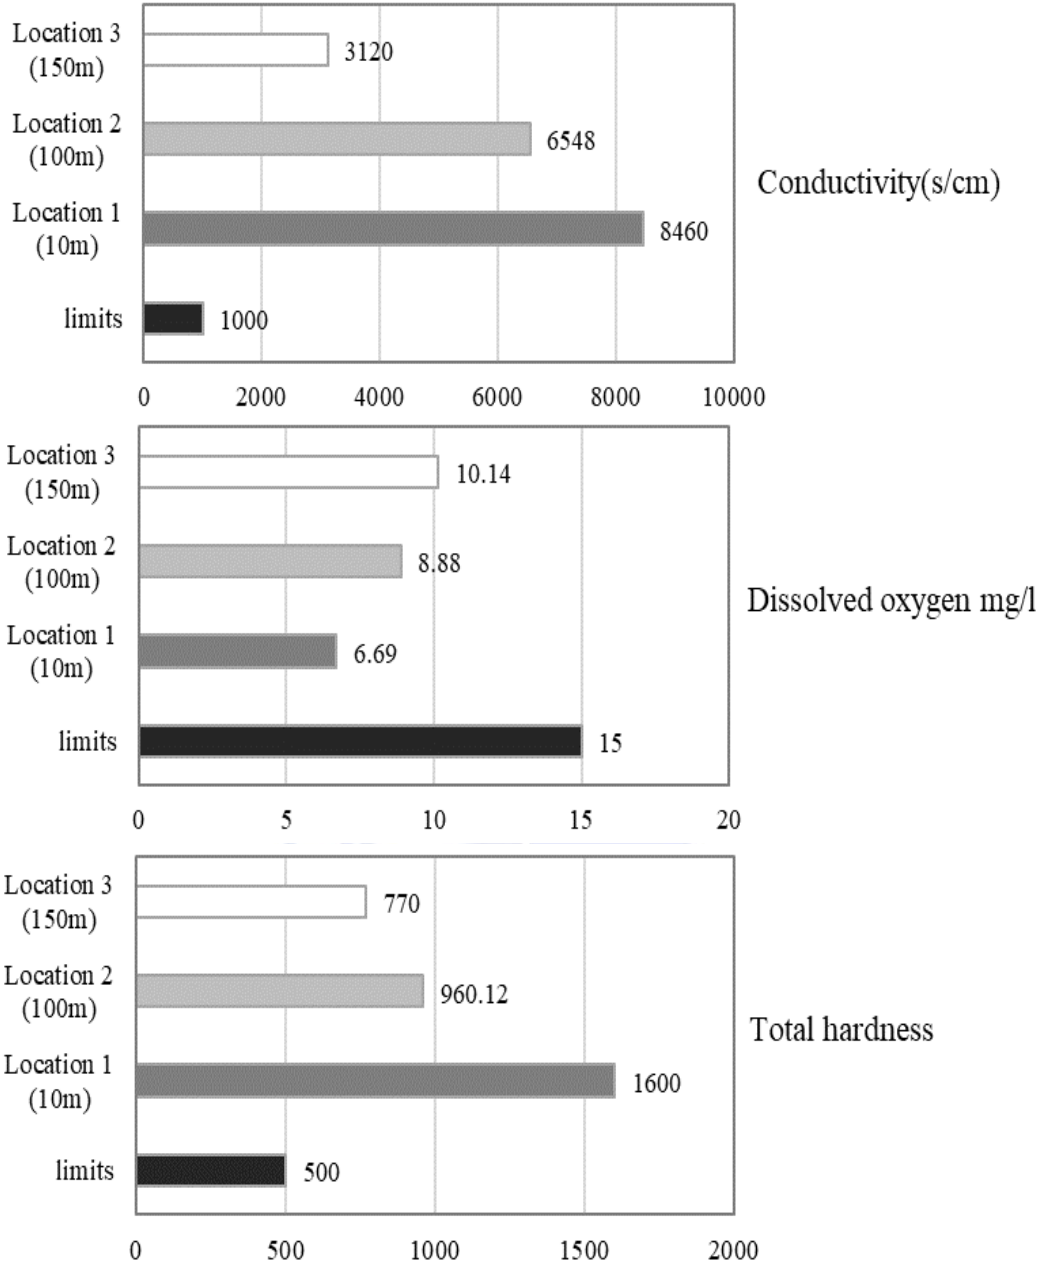 Location 3
(150m)
3120
Location 2
(100m)
6548
Conductivity(s/cm)
Location 1
(10m)
8460
limits
1000
0 2000 4000 6000 8000 10000
Location 3
(150m)
10.14
Location 2
(100m)
8.88
Dissolved oxygen mg/l
Location 1
(10m)
6.69
limits
15
0 5 10 15 20
Location 3
(150m)
770
Location 2
(100m)
960.12
Total hardness
Location 1
(10m)
1600
limits
500
0 500 1000 1500 2000